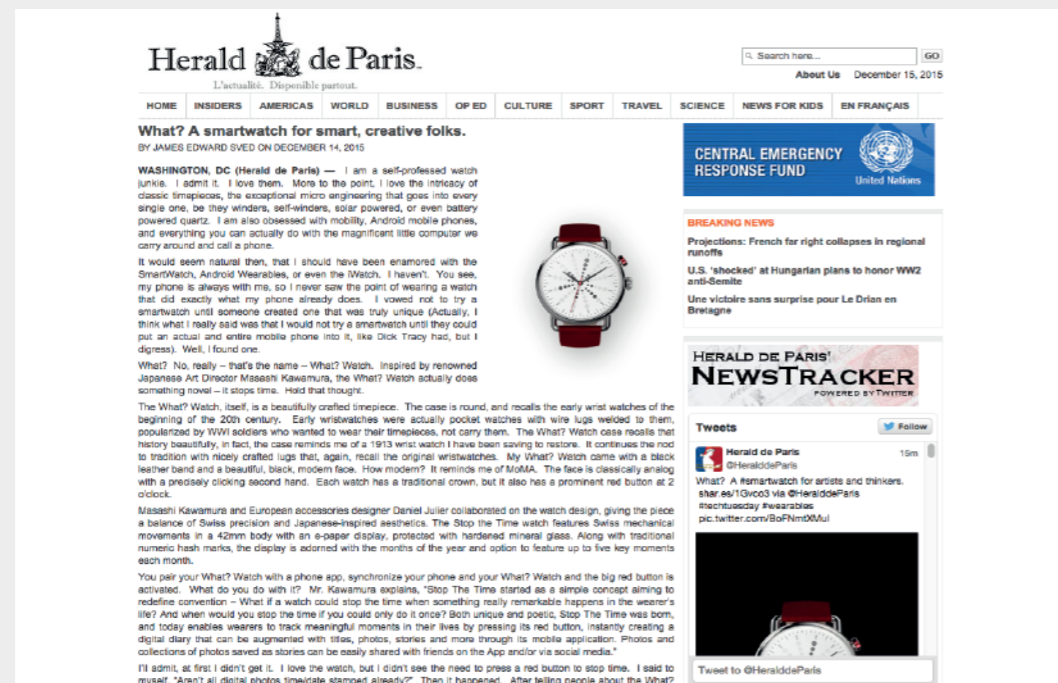 Herald de Paris
L'actualité. Disponible partout.
Search here...
GO
About Us December 15, 2015
HOME INSIDERS AMERICAS WORLD BUSINESS OP ED CULTURE SPORT TRAVEL SCIENCE NEWS FOR KIDS EN FRANÇAIS
What? A smartwatch for smart, creative folks.
BY JAMES EDWARD SVED ON DECEMBER 14, 2015
WASHINGTON, DC (Herald de Paris) — I am a self-professed watch
junkie. I admit it. I love them. More to the point, I love the intricacy of
classic timepieces, the exceptional micro engineering that goes into every
single one, be they winders, self-winders, solar powered, or even battery
powered quartz. I am also obsessed with mobility, Android mobile phones,
and everything you can actually do with the magnificent little computer we
carry around and call a phone.
It would seem natural then, that I should have been enamored with the
SmartWatch, Android Wearables, or even the iWatch. I haven't. You see,
my phone is always with me, so I never saw the point of wearing a watch
that did exactly what my phone already does. I vowed not to try a
smartwatch until someone created one that was truly unique (Actually, I
think what I really said was that I would not try a smartwatch until they could
put an actual and entire mobile phone into it, like Dick Tracy had, but I
digress). Well, I found one.
What? No, really – that's the name – What? Watch. Inspired by renowned
Japanese Art Director Masashi Kawamura, the What? Watch actually does
something novel – it stops time. Hold that thought.
The What? Watch, itself, is a beautifully crafted timepiece. The case is round, and recalls the early wrist watches of the
beginning of the 20th century. Early wristwatches were actually pocket watches with wire lugs welded to them,
popularized by WWI soldiers who wanted to wear their timepieces, not carry them. The What? Watch case recalls that
history beautifully, in fact, the case reminds me of a 1913 wrist watch I have been saving to restore. It continues the nod
to tradition with nicely crafted lugs that, again, recall the original wristwatches. My What? Watch came with a black
leather band and a beautiful, black, modern face. How modern? It reminds me of MoMA. The face is classically analog
with a precisely clicking second hand. Each watch has a traditional crown, but it also has a prominent red button at 2
o'clock.
Masashi Kawamura and European accessories designer Daniel Julier collaborated on the watch design, giving the piece
a balance of Swiss precision and Japanese-inspired aesthetics. The Stop the Time watch features Swiss mechanical
movements in a 42mm body with an e-paper display, protected with hardened mineral glass. Along with traditional
numeric hash marks, the display is adorned with the months of the year and option to feature up to five key moments
each month.
You pair your What? Watch with a phone app, synchronize your phone and your What? Watch and the big red button is
activated. What do you do with it? Mr. Kawamura explains, "Stop The Time started as a simple concept aiming to
redefine convention – What if a watch could stop the time when something really remarkable happens in the wearer's
life? And when would you stop the time if you could only do it once? Both unique and poetic, Stop The Time was born,
and today enables wearers to track meaningful moments in their lives by pressing its red button, instantly creating a
digital diary that can be augmented with titles, photos, stories and more through its mobile application. Photos and
collections of photos saved as stories can be easily shared with friends on the App and/or via social media."
I'll admit, at first I didn't get it. I love the watch, but I didn't see the need to press a red button to stop time. I said to
myself, "Aren't all digital photos time/date stamped already?" Then it happened. After telling people about the What?
CENTRAL EMERGENCY
RESPONSE FUND
United Nations
BREAKING NEWS
Projections: French far right collapses in regional
runoffs
U.S. 'shocked' at Hungarian plans to honor WW2
anti-Semite
Une victoire sans surprise pour Le Drian en
Bretagne
HERALD DE PARIS'
NEWSTRACKER
POWERED BY TWITTER
Tweets Follow
Herald de Paris 15m
@HeralddeParis
What? A #smartwatch for artists and thinkers.
shar.es/1Gvco3 via @HeralddeParis
#techtuesday #wearables
pic.twitter.com/BoFNmtXMul
Tweet to @HeralddeParis